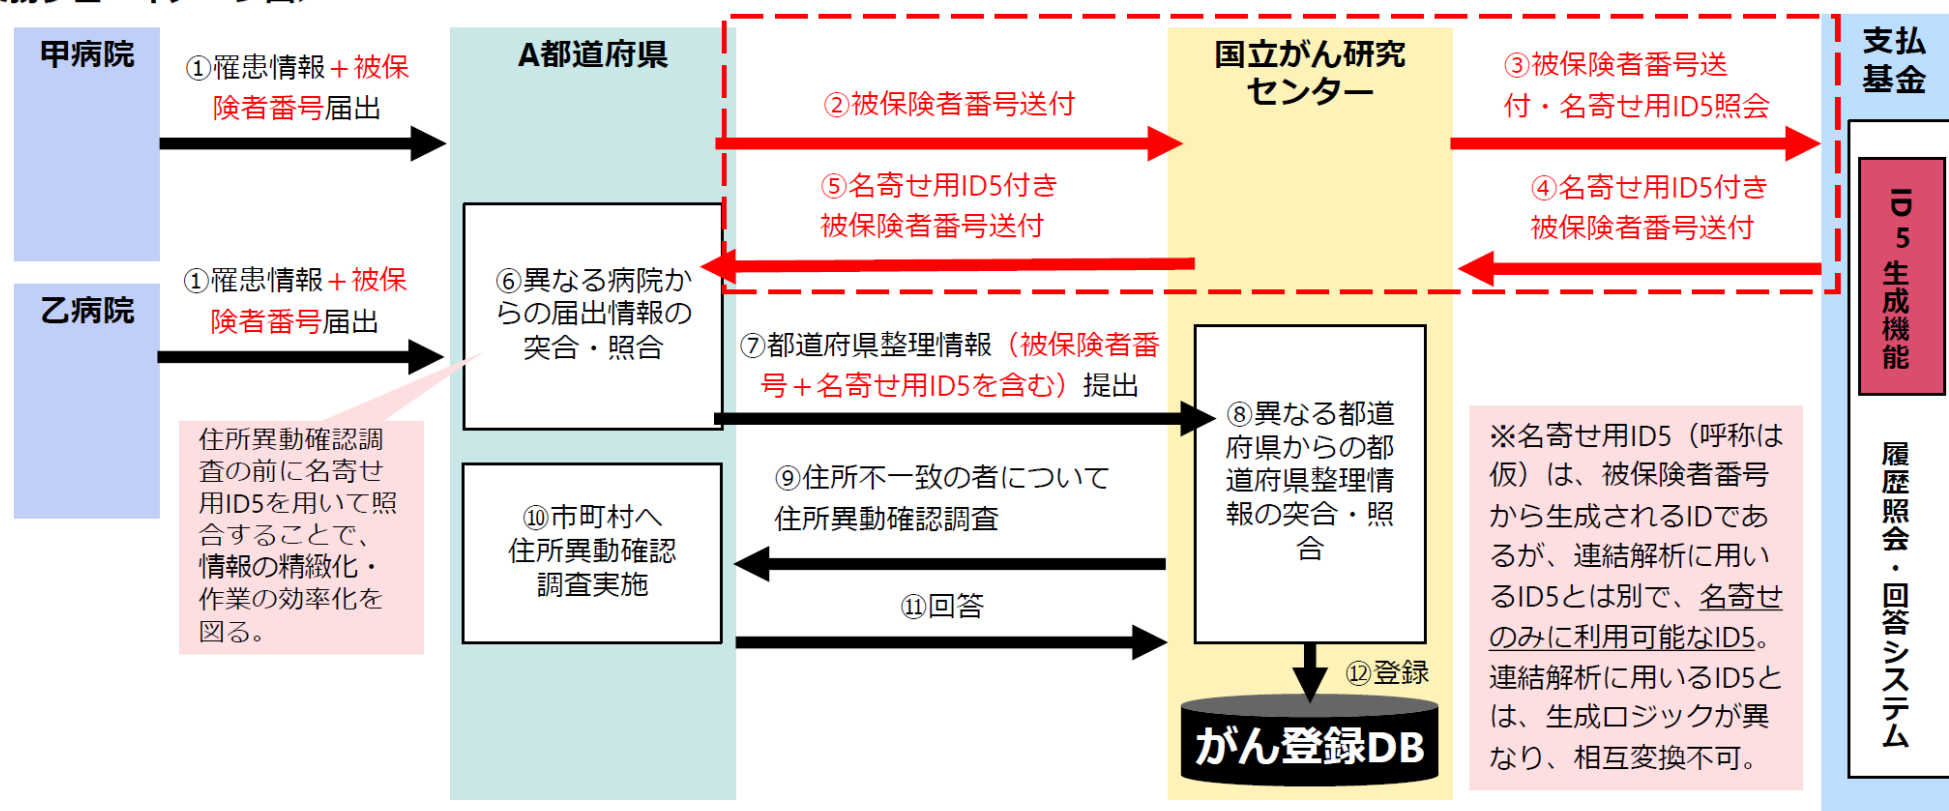 甲病院
①罹患情報＋被保
険者番号届出
乙病院
①罹患情報＋被保
険者番号届出
住所異動確認調
査の前に名寄せ
用ID5を用いて照
合することで、
情報の精緻化・
作業の効率化を
図る。
A都道府県
⑥異なる病院か
らの届出情報の
突合・照合
⑩市町村へ
住所異動確認
調査実施
②被保険者番号送付
⑤名寄せ用ID5付き
被保険者番号送付
⑦都道府県整理情報（被保険者番
号＋名寄せ用ID5を含む）提出
⑨住所不一致の者について
住所異動確認調査
⑪回答
国立がん研究
センター
⑧異なる都道
府県からの都
道府県整理情
報の突合・照
合
⑫登録
がん登録DB
③被保険者番号送
付・名寄せ用ID5照会
④名寄せ用ID5付き
被保険者番号送付
※名寄せ用ID5（呼称は
仮）は、被保険者番号
から生成されるIDであ
るが、連結解析に用い
るID5とは別で、名寄せ
のみに利用可能なID5。
連結解析に用いるID5と
は、生成ロジックが異
なり、相互変換不可。
支払
基金
ID5生成機能
履歴照会・回答システム